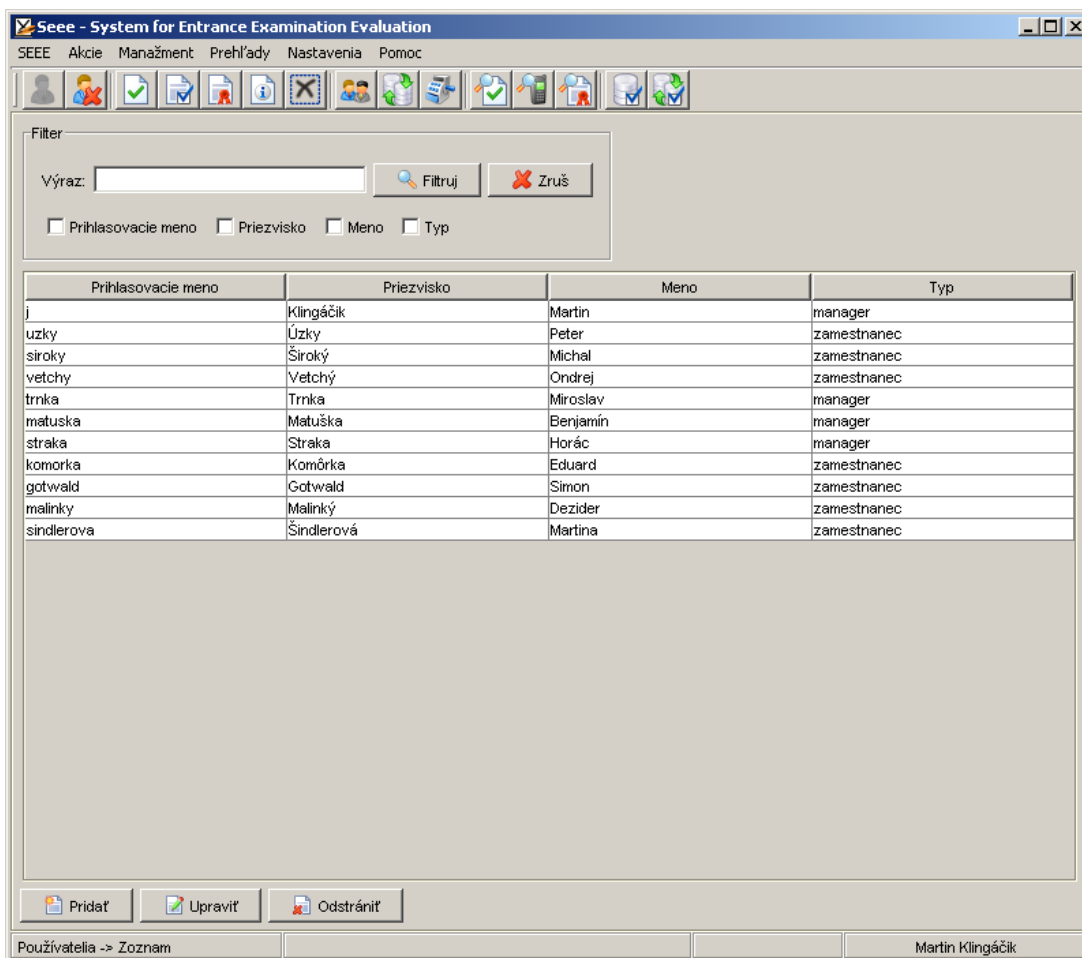 Seee - System for Entrance Examination Evaluation
SEEE Akcie Manažment Prehľady Nastavenia Pomoc
Filter
Výraz: Filtruj Zruš
Prihlasovacie meno Priezvisko Meno Typ
Prihlasovacie meno Priezvisko Meno Typ
j Klingáčik Martin manager
uzky Úzky Peter zamestnanec
siroky Široký Michal zamestnanec
vetchy Vetchý Ondrej zamestnanec
trnka Trnka Miroslav manager
matuska Matuška Benjamín manager
straka Straka Horác manager
komorka Komôrka Eduard zamestnanec
gotwald Gotwald Simon zamestnanec
malinky Malinký Dezider zamestnanec
sindlerova Šindlerová Martina zamestnanec
Pridať Upraviť Odstrániť
Používatelia -> Zoznam Martin Klingáčik